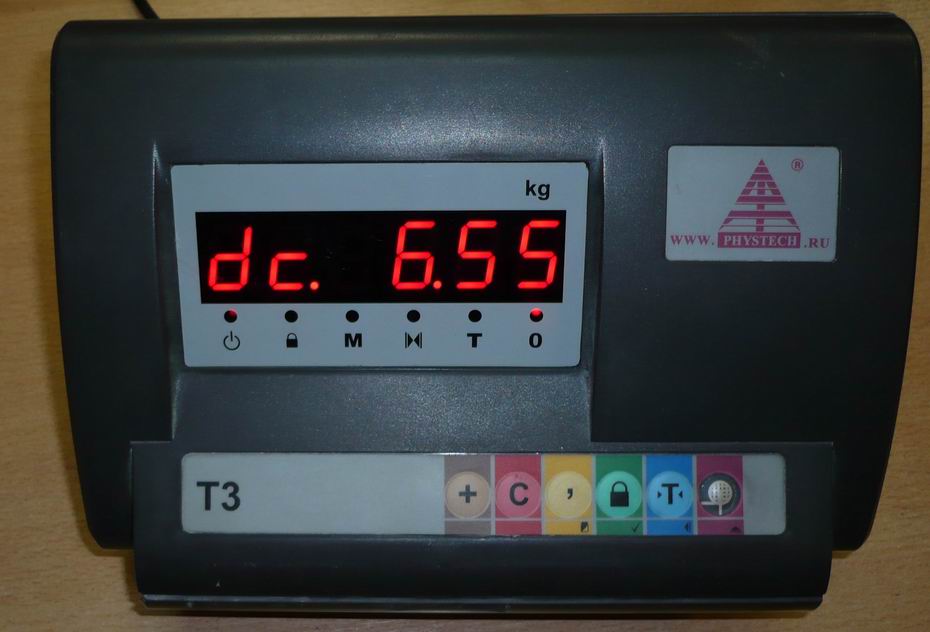 kg
dc. 6.55
M T 0
®
WWW. PHYSTECH .RU
T3
+ C , T